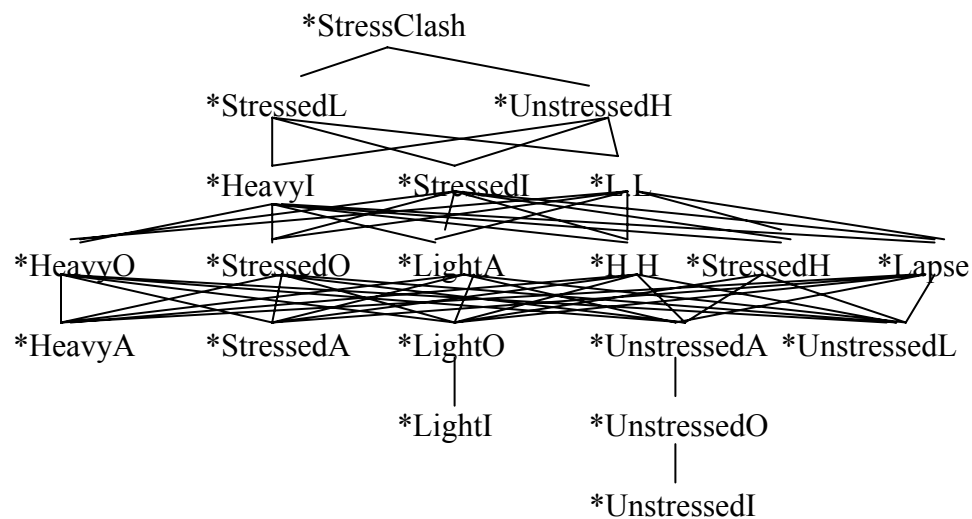 *StressClash
*StressedL *UnstressedH
*HeavyI *StressedI *L.L
*HeavyO *StressedO *LightA *H.H *StressedH *Lapse
*HeavyA *StressedA *LightO *UnstressedA *UnstressedL
*LightI *UnstressedO
*UnstressedI